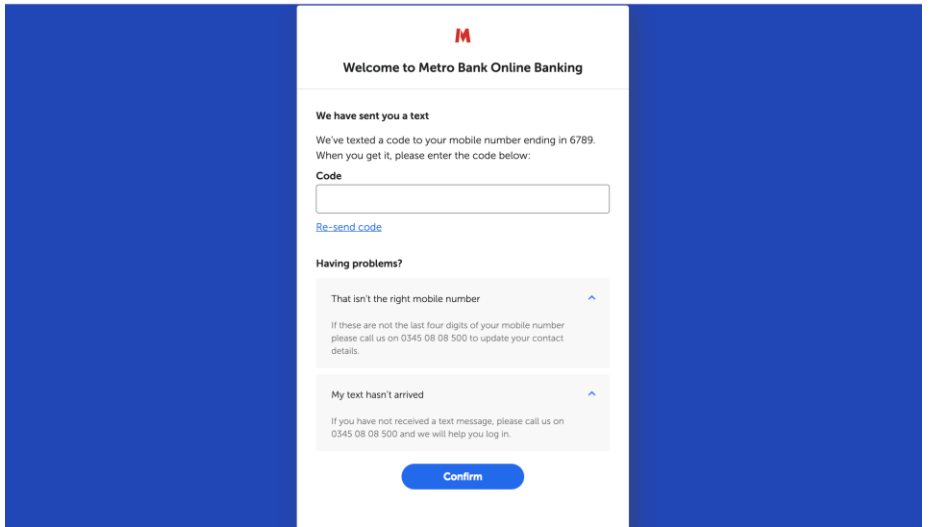 M
Welcome to Metro Bank Online Banking
We have sent you a text
We've texted a code to your mobile number ending in 6789.
When you get it, please enter the code below:
Code
Re-send code
Having problems?
That isn't the right mobile number
If these are not the last four digits of your mobile number
please call us on 0345 08 08 500 to update your contact
details.
My text hasn't arrived
If you have not received a text message, please call us on
0345 08 08 500 and we will help you log in.
Confirm